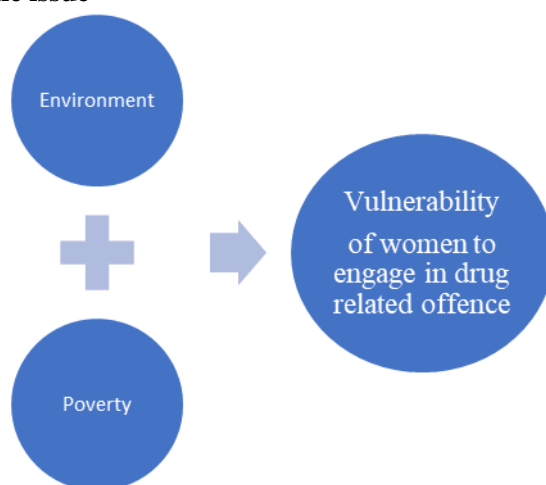 Environment
Vulnerability
of women to
engage in drug
related offence
Poverty